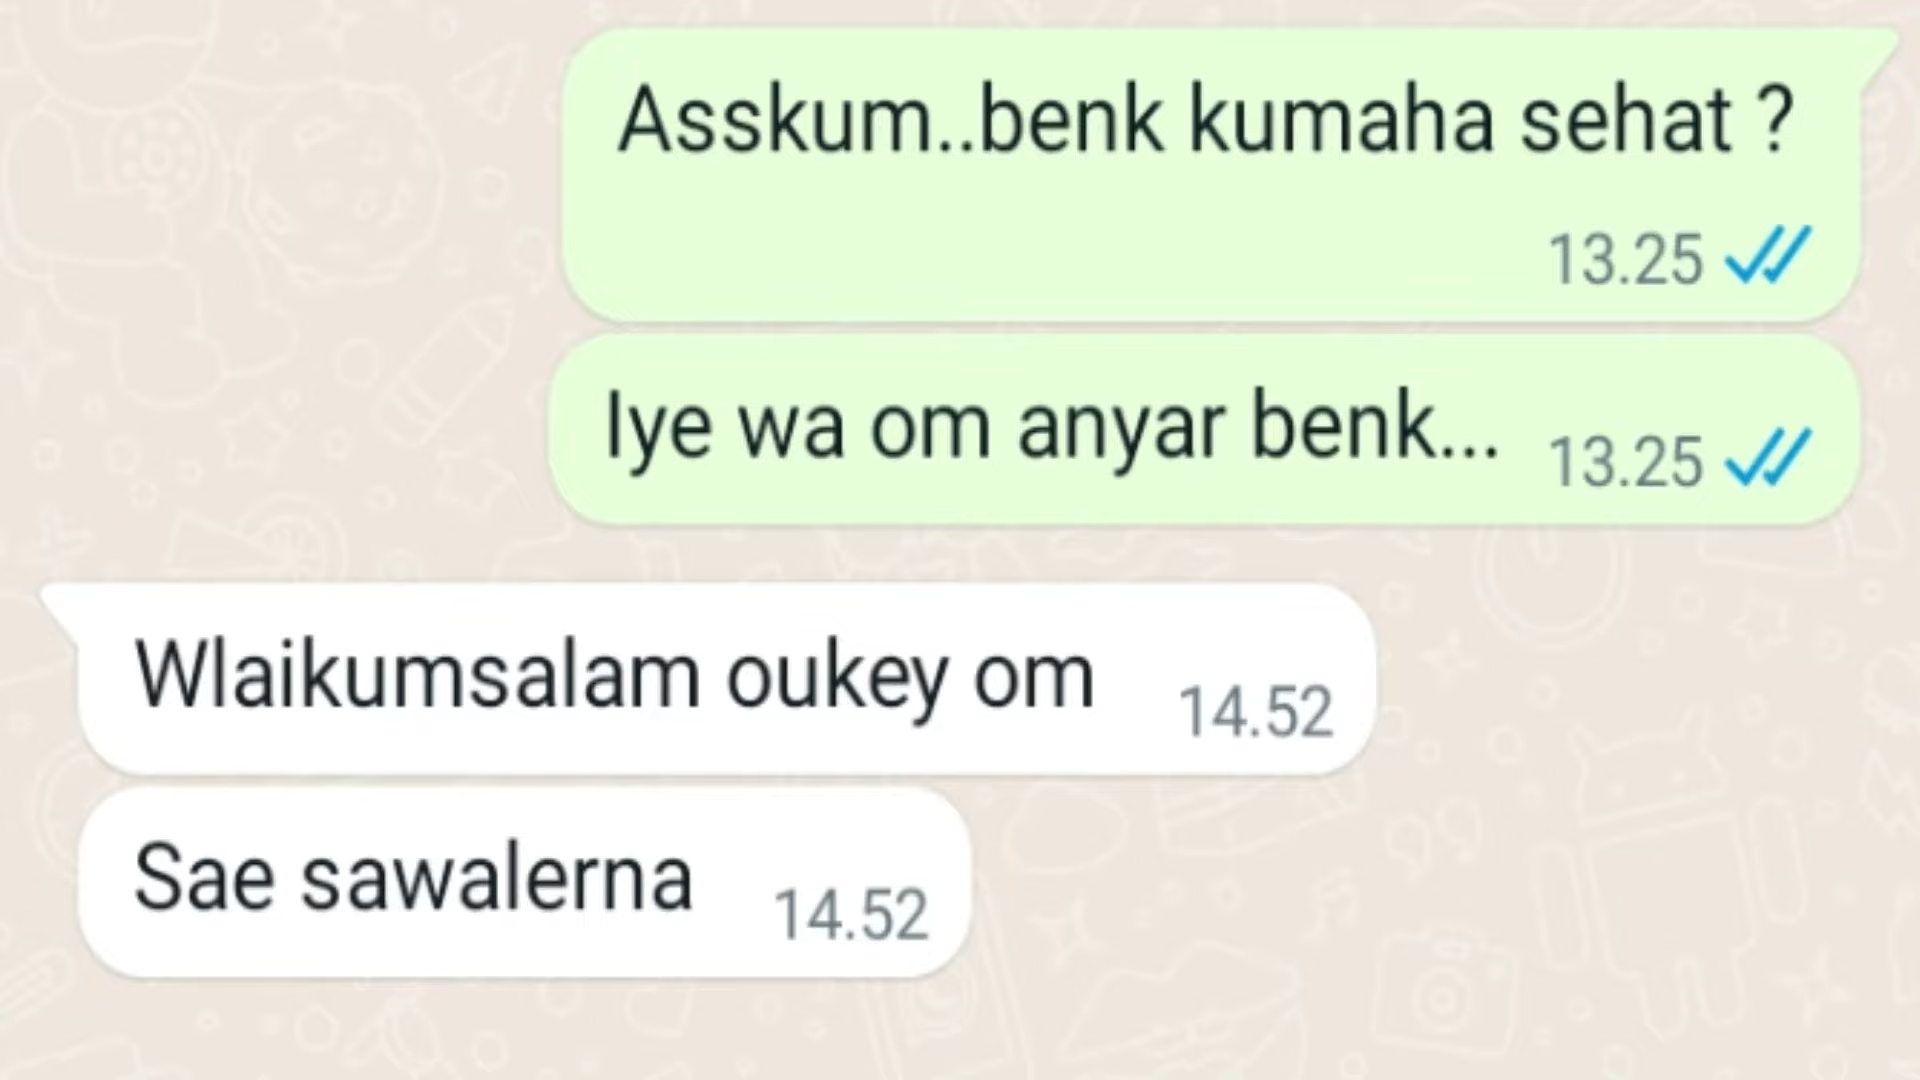 Asskum..benk kumaha sehat ?
13.25
Iye wa om anyar benk... 13.25
Wlaikumsalam oukey om 14.52
Sae sawalerna 14.52